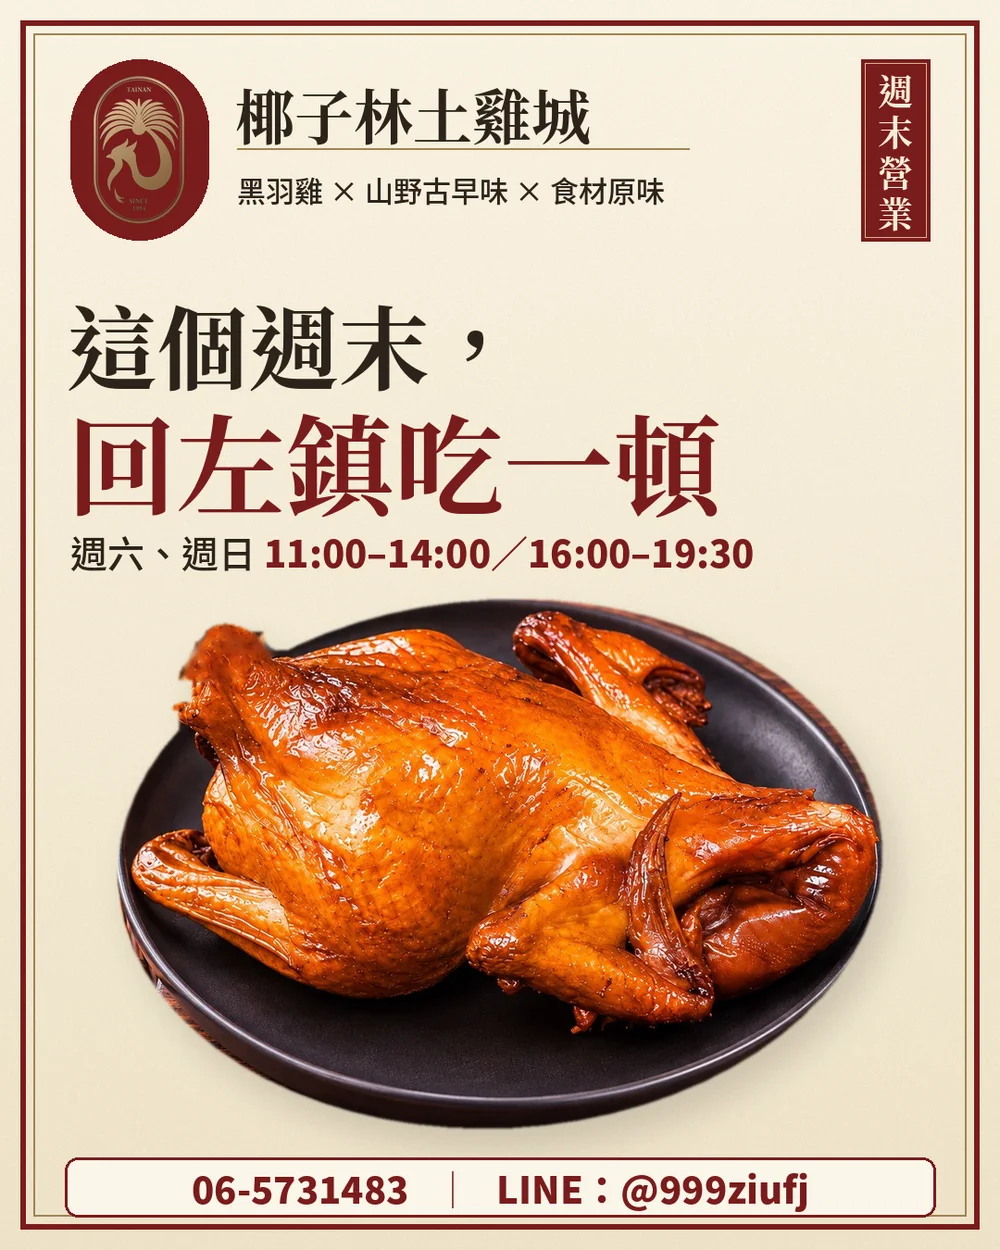 TAINAN
SINCE
1994
椰子林土雞城
黑羽雞 × 山野古早味 × 食材原味
週末營業
這個週末，
回左鎮吃一頓
週六、週日 11:00–14:00／16:00–19:30
06-5731483｜LINE：@999ziufj